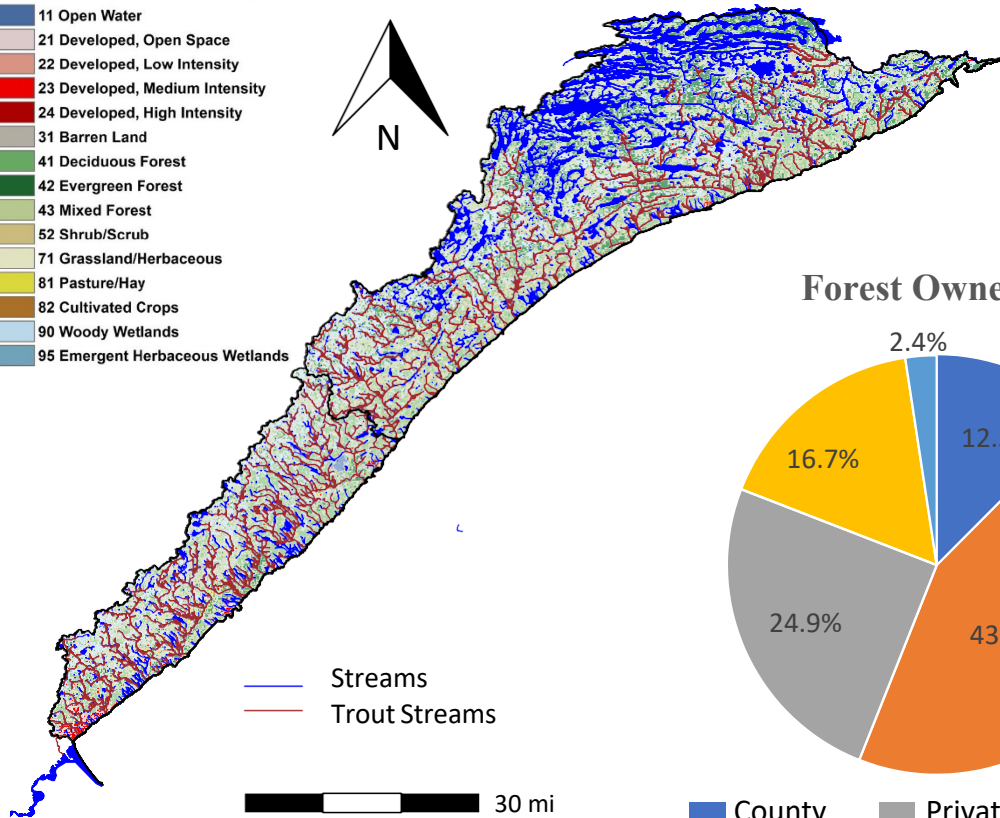 11 Open Water
21 Developed, Open Space
22 Developed, Low Intensity
23 Developed, Medium Intensity
24 Developed, High Intensity
31 Barren Land
41 Deciduous Forest
42 Evergreen Forest
43 Mixed Forest
52 Shrub/Scrub
71 Grassland/Herbaceous
81 Pasture/Hay
82 Cultivated Crops
90 Woody Wetlands
95 Emergent Herbaceous Wetlands
N
Streams
Trout Streams
30 mi
Forest Owne
2.4%
12.
16.7%
24.9%
43
County
Privat